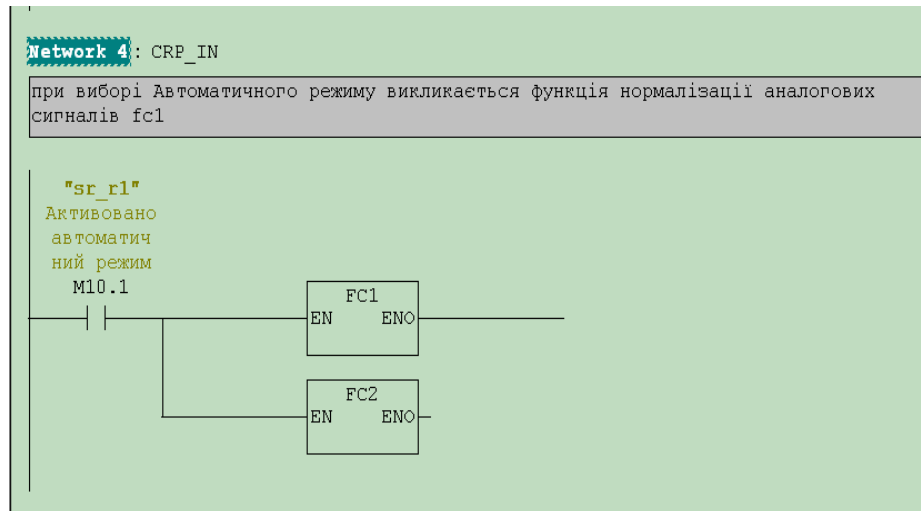 Network 4: CRP_IN
при виборі Автоматичного режиму викликається функція нормалізації аналогових
сигналів fc1
"sr_r1"
Активовано
автоматич
ний режим
M10.1
FC1
EN ENO
FC2
EN ENO